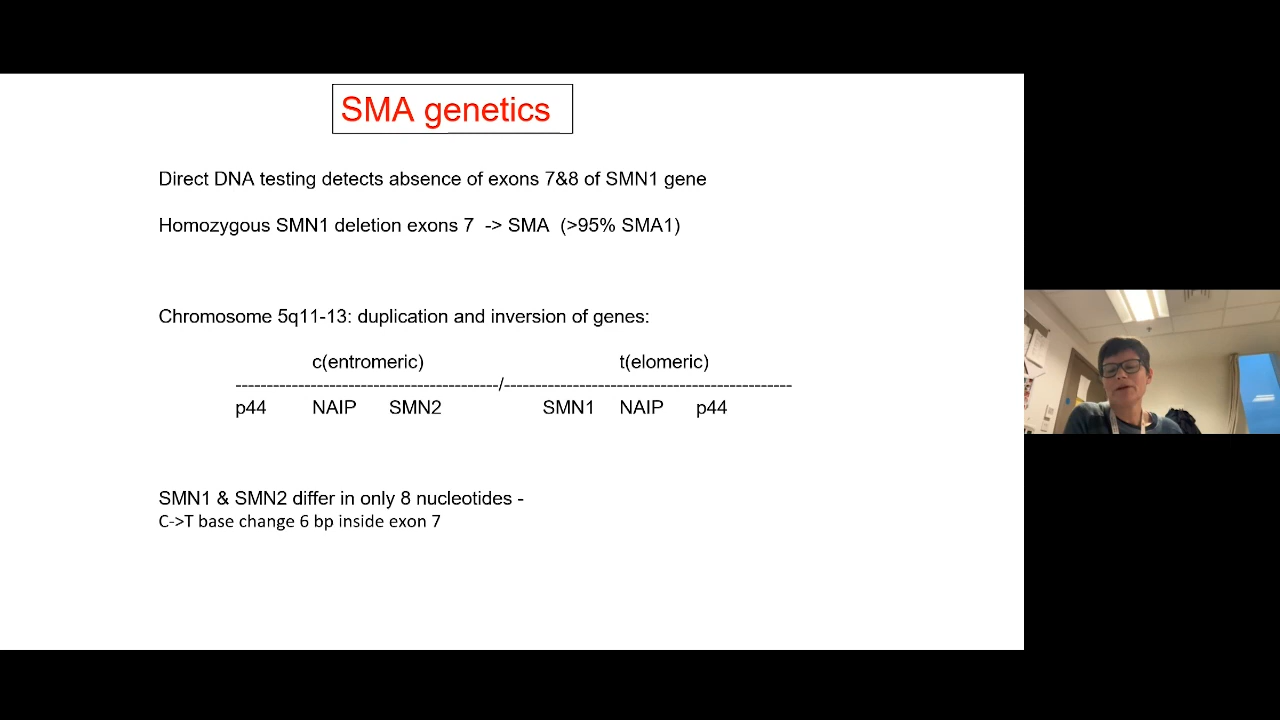 SMA genetics
Direct DNA testing detects absence of exons 7&8 of SMN1 gene
Homozygous SMN1 deletion exons 7 -> SMA (>95% SMA1)
Chromosome 5q11-13: duplication and inversion of genes:
c(entromeric) t(elomeric)
------------------------------------------/----------------------------------------------
p44 NAIP SMN2 SMN1 NAIP p44
SMN1 & SMN2 differ in only 8 nucleotides -
C->T base change 6 bp inside exon 7